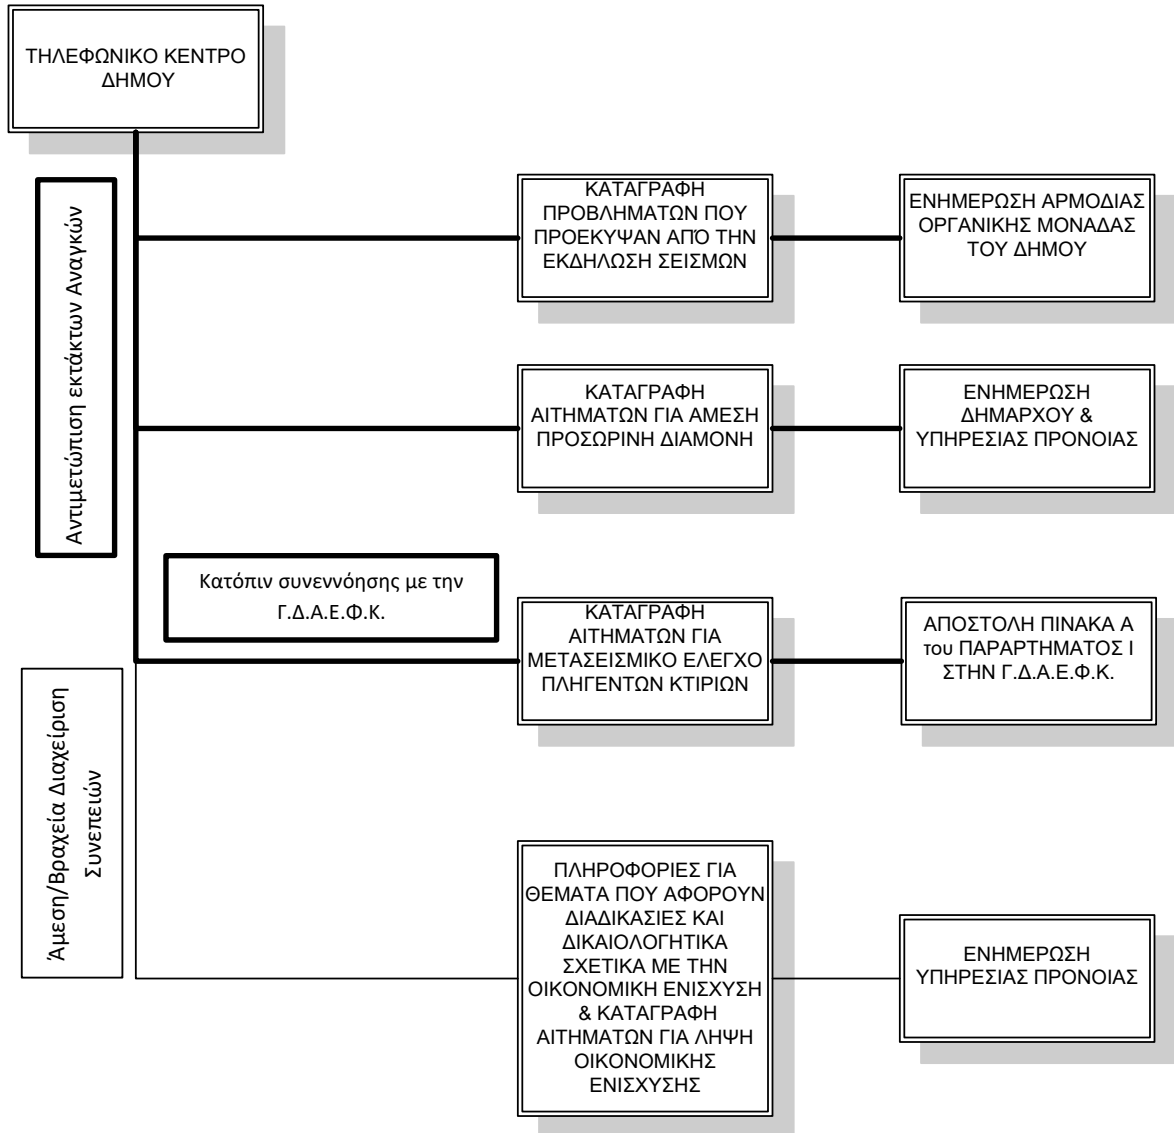 ΤΗΛΕΦΩΝΙΚΟ ΚΕΝΤΡΟ
ΔΗΜΟΥ
Αντιμετώπιση εκτάκτων Αναγκών
ΚΑΤΑΓΡΑΦΗ
ΠΡΟΒΛΗΜΑΤΩΝ ΠΟΥ
ΠΡΟΕΚΥΨΑΝ ΑΠΌ ΤΗΝ
ΕΚΔΗΛΩΣΗ ΣΕΙΣΜΩΝ
ΕΝΗΜΕΡΩΣΗ ΑΡΜΟΔΙΑΣ
ΟΡΓΑΝΙΚΗΣ ΜΟΝΑΔΑΣ
ΤΟΥ ΔΗΜΟΥ
ΚΑΤΑΓΡΑΦΗ
ΑΙΤΗΜΑΤΩΝ ΓΙΑ ΑΜΕΣΗ
ΠΡΟΣΩΡΙΝΗ ΔΙΑΜΟΝΗ
ΕΝΗΜΕΡΩΣΗ
ΔΗΜΑΡΧΟΥ &
ΥΠΗΡΕΣΙΑΣ ΠΡΟΝΟΙΑΣ
Κατόπιν συνεννόησης με την
Γ.Δ.Α.Ε.Φ.Κ.
ΚΑΤΑΓΡΑΦΗ
ΑΙΤΗΜΑΤΩΝ ΓΙΑ
ΜΕΤΑΣΕΙΣΜΙΚΟ ΕΛΕΓΧΟ
ΠΛΗΓΕΝΤΩΝ ΚΤΙΡΙΩΝ
ΑΠΟΣΤΟΛΗ ΠΙΝΑΚΑ Α
του ΠΑΡΑΡΤΗΜΑΤΟΣ Ι
ΣΤΗΝ Γ.Δ.Α.Ε.Φ.Κ.
Άμεση/Βραχεία Διαχείριση
Συνεπειών
ΠΛΗΡΟΦΟΡΙΕΣ ΓΙΑ
ΘΕΜΑΤΑ ΠΟΥ ΑΦΟΡΟΥΝ
ΔΙΑΔΙΚΑΣΙΕΣ ΚΑΙ
ΔΙΚΑΙΟΛΟΓΗΤΙΚΑ
ΣΧΕΤΙΚΑ ΜΕ ΤΗΝ
ΟΙΚΟΝΟΜΙΚΗ ΕΝΙΣΧΥΣΗ
& ΚΑΤΑΓΡΑΦΗ
ΑΙΤΗΜΑΤΩΝ ΓΙΑ ΛΗΨΗ
ΟΙΚΟΝΟΜΙΚΗΣ
ΕΝΙΣΧΥΣΗΣ
ΕΝΗΜΕΡΩΣΗ
ΥΠΗΡΕΣΙΑΣ ΠΡΟΝΟΙΑΣ